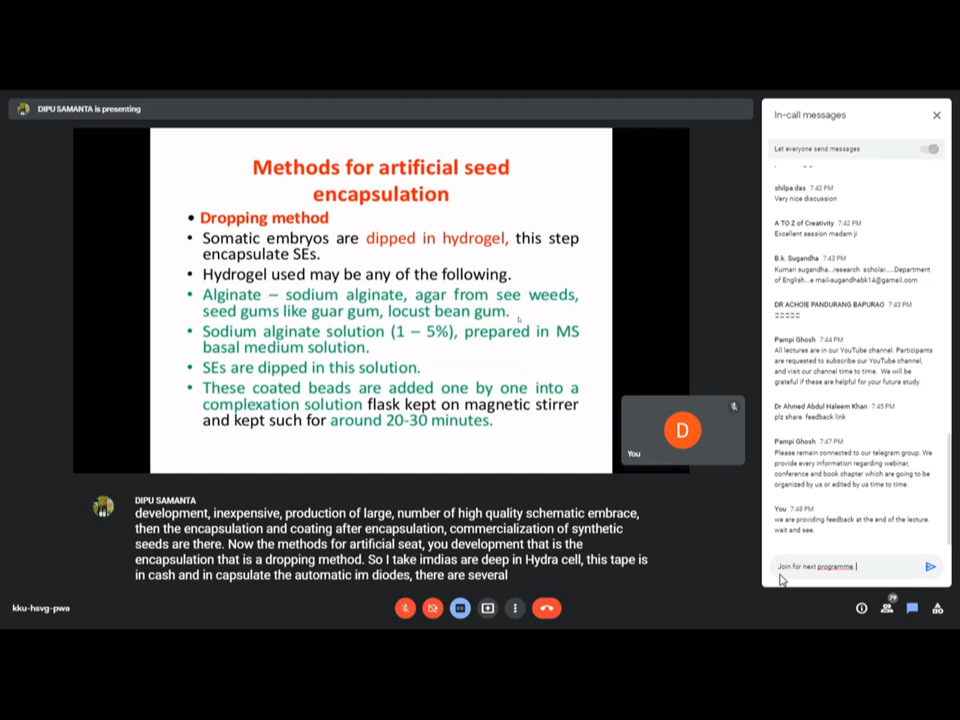 DIPU SAMANTA is presenting
Methods for artificial seed
encapsulation
• Dropping method
• Somatic embryos are dipped in hydrogel, this step
encapsulate SEs.
• Hydrogel used may be any of the following.
• Alginate – sodium alginate, agar from see weeds,
seed gums like guar gum, locust bean gum.
• Sodium alginate solution (1 – 5%), prepared in MS
basal medium solution.
• SEs are dipped in this solution.
• These coated beads are added one by one into a
complexation solution flask kept on magnetic stirrer
and kept such for around 20-30 minutes.
D
You
DIPU SAMANTA
development, inexpensive, production of large, number of high quality schematic embrace,
then the encapsulation and coating after encapsulation, commercialization of synthetic
seeds are there. Now the methods for artificial seat, you development that is the
encapsulation that is a dropping method. So I take imdias are deep in Hydra cell, this tape is
in cash and in capsulate the automatic im diodes, there are several
kku-hsvg-pwa
In-call messages
Let everyone send messages
shilpa das 7:42 PM
Very nice discussion
A TO Z of Creativity 7:42 PM
Excellent session madam ji
B.k. Sugandha 7:43 PM
Kumari sugandha...research scholar.....Department
of English...e mail-sugandhabk14@gamail.com
DR ACHOLE PANDURANG BAPURAO 7:43 PM
Pampi Ghosh 7:44 PM
All lectures are in our YouTube channel. Participants
are requested to subscribe our YouTube channel,
and visit our channel time to time. We will be
grateful if these are helpful for your future study.
Dr Ahmed Abdul Haleem Khan 7:45 PM
plz share feedback link
Pampi Ghosh 7:47 PM
Please remain connected to our telegram group. We
provide every information regarding webinar,
conference and book chapter which are going to be
organized by us or edited by us time to time.
You 7:48 PM
we are providing feedback at the end of the lecture.
wait and see.
Join for next programme.
79